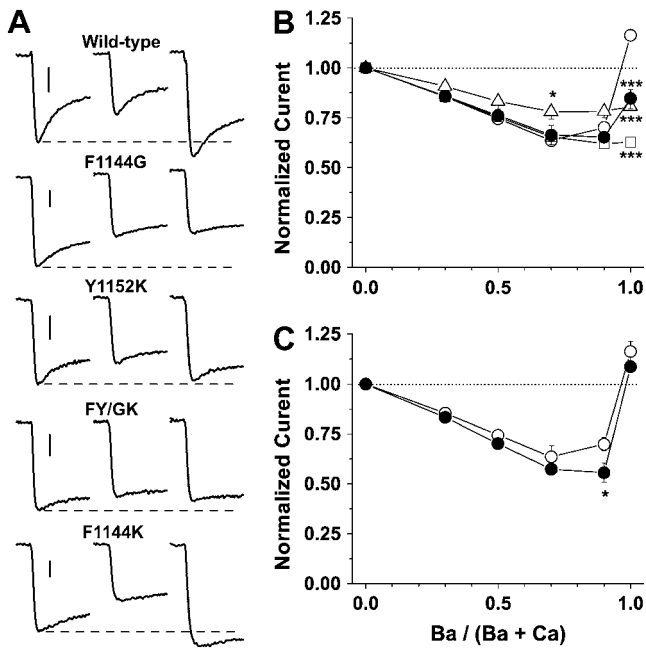 A
Wild-type
F1144G
Y1152K
FY/GK
F1144K
B
Normalized Curent
1.25
1.00
0.75
0.50
0.25
0.00
0.0
0.5
1.0
*
***
***
***
C
Normalized Curent
1.25
1.00
0.75
0.50
0.25
0.00
0.0
0.5
1.0
*
Ba / (Ba + Ca)